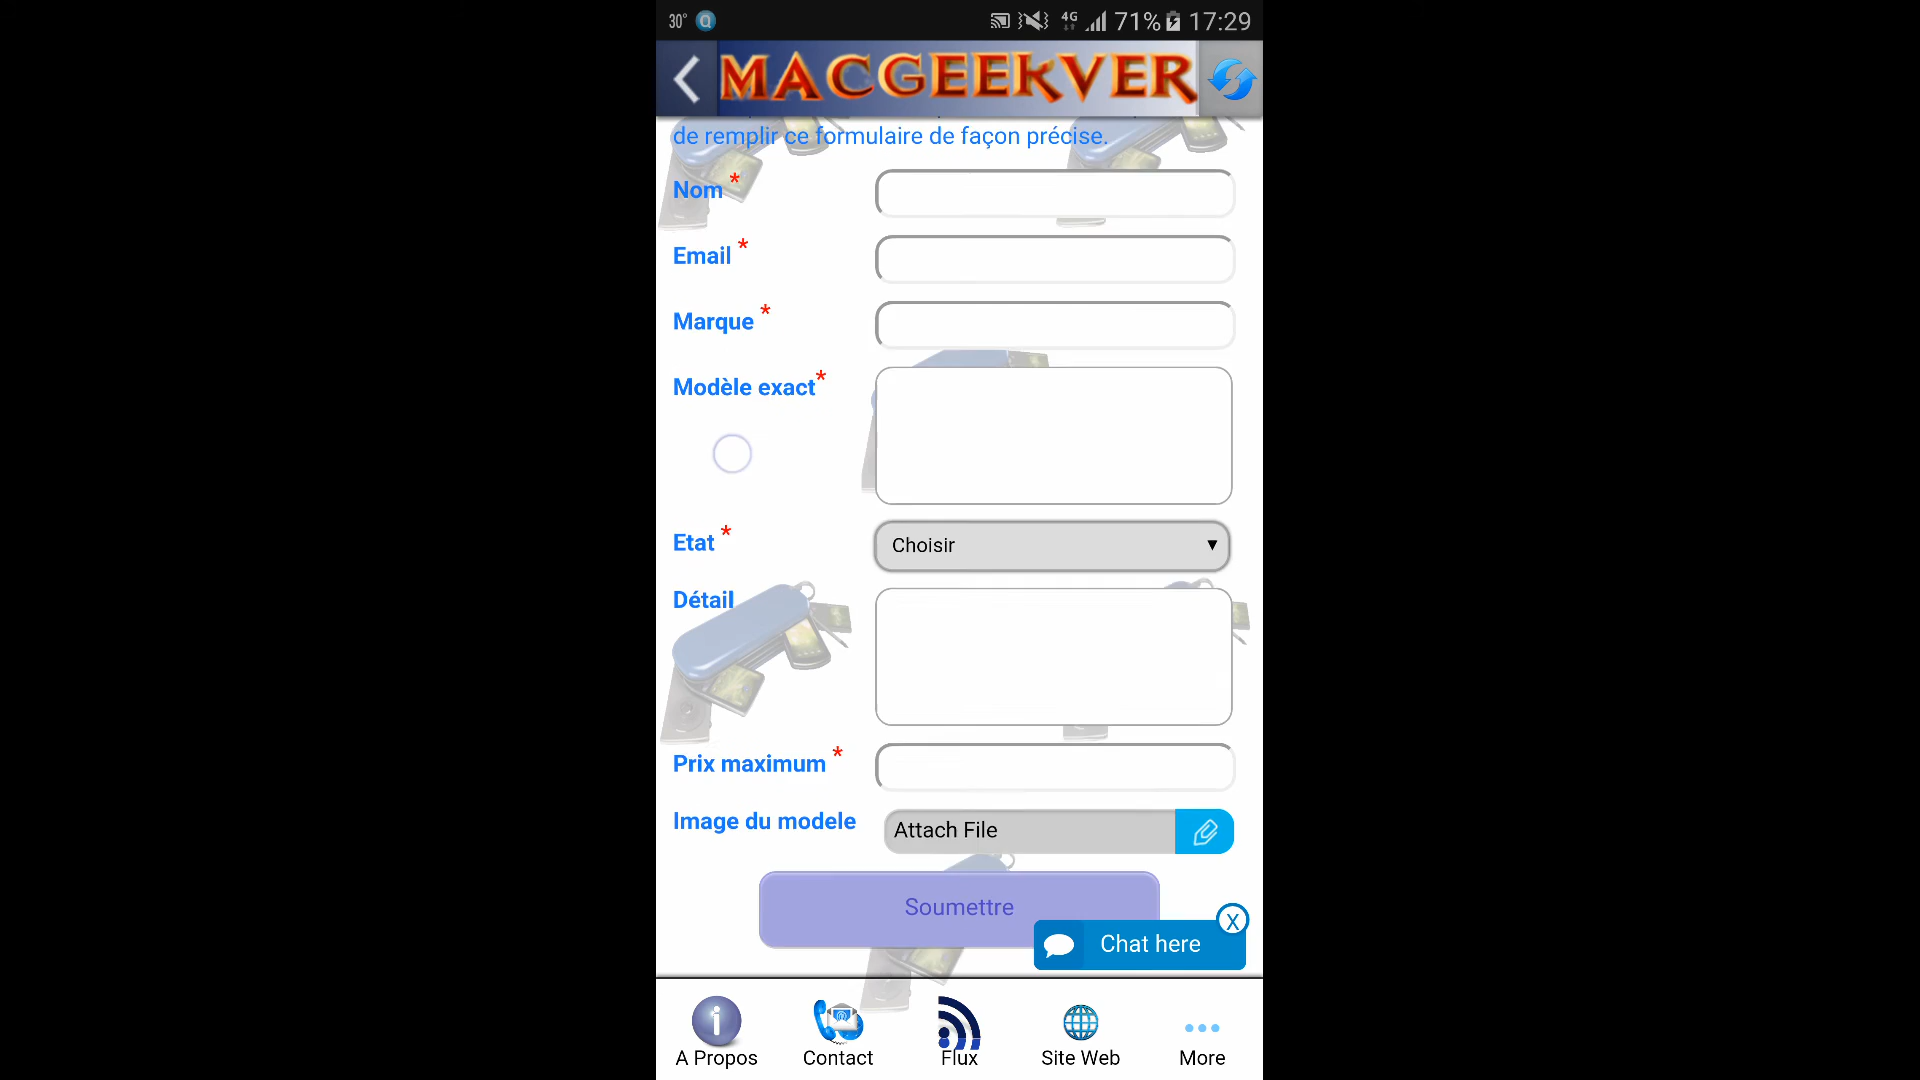 30° Q 4G 71% 17:29
MACGEEKVER
de remplir ce formulaire de façon précise.
Nom *
Email *
Marque *
Modèle exact*
Etat *
Choisir
Détail
Prix maximum *
Image du modele
Attach File
Soumettre
X
Chat here
A Propos
Contact
Flux
Site Web
More